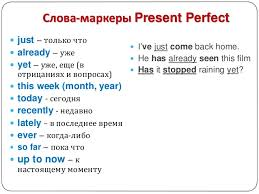 Слова-маркеры Present Perfect
just – только что
already – уже
yet – уже, еще (в
отрицаниях и вопросах)
this week (month, year)
today - сегодня
recently - недавно
lately – в последнее время
ever – когда-либо
so far – пока что
up to now – к
настоящему моменту
I've just come back home.
He has already seen this film
Has it stopped raining yet?